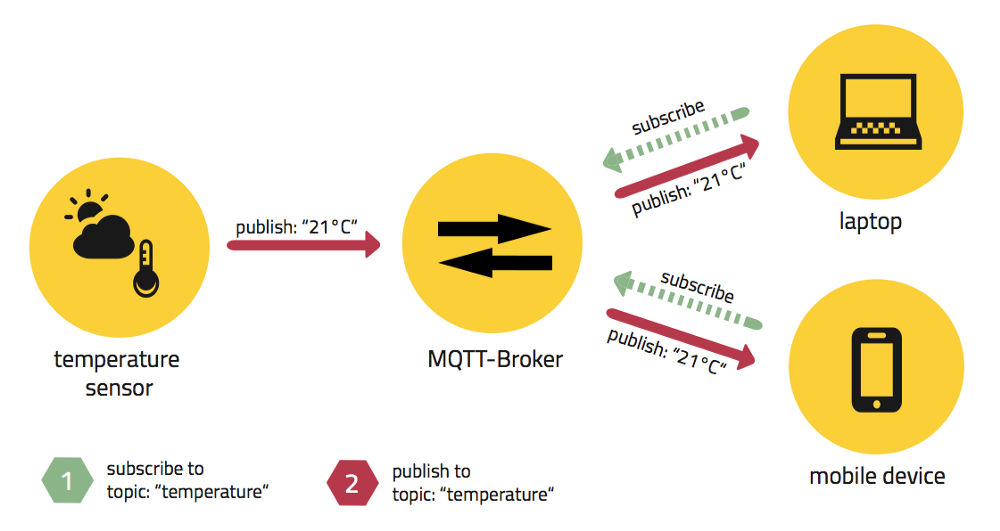 subscribe
publish: “21°C“
laptop
publish: “21°C“
temperature
sensor
MQTT-Broker
subscribe
publish: “21°C“
mobile device
1
subscribe to
topic: “temperature“
2
publish to
topic: “temperature“